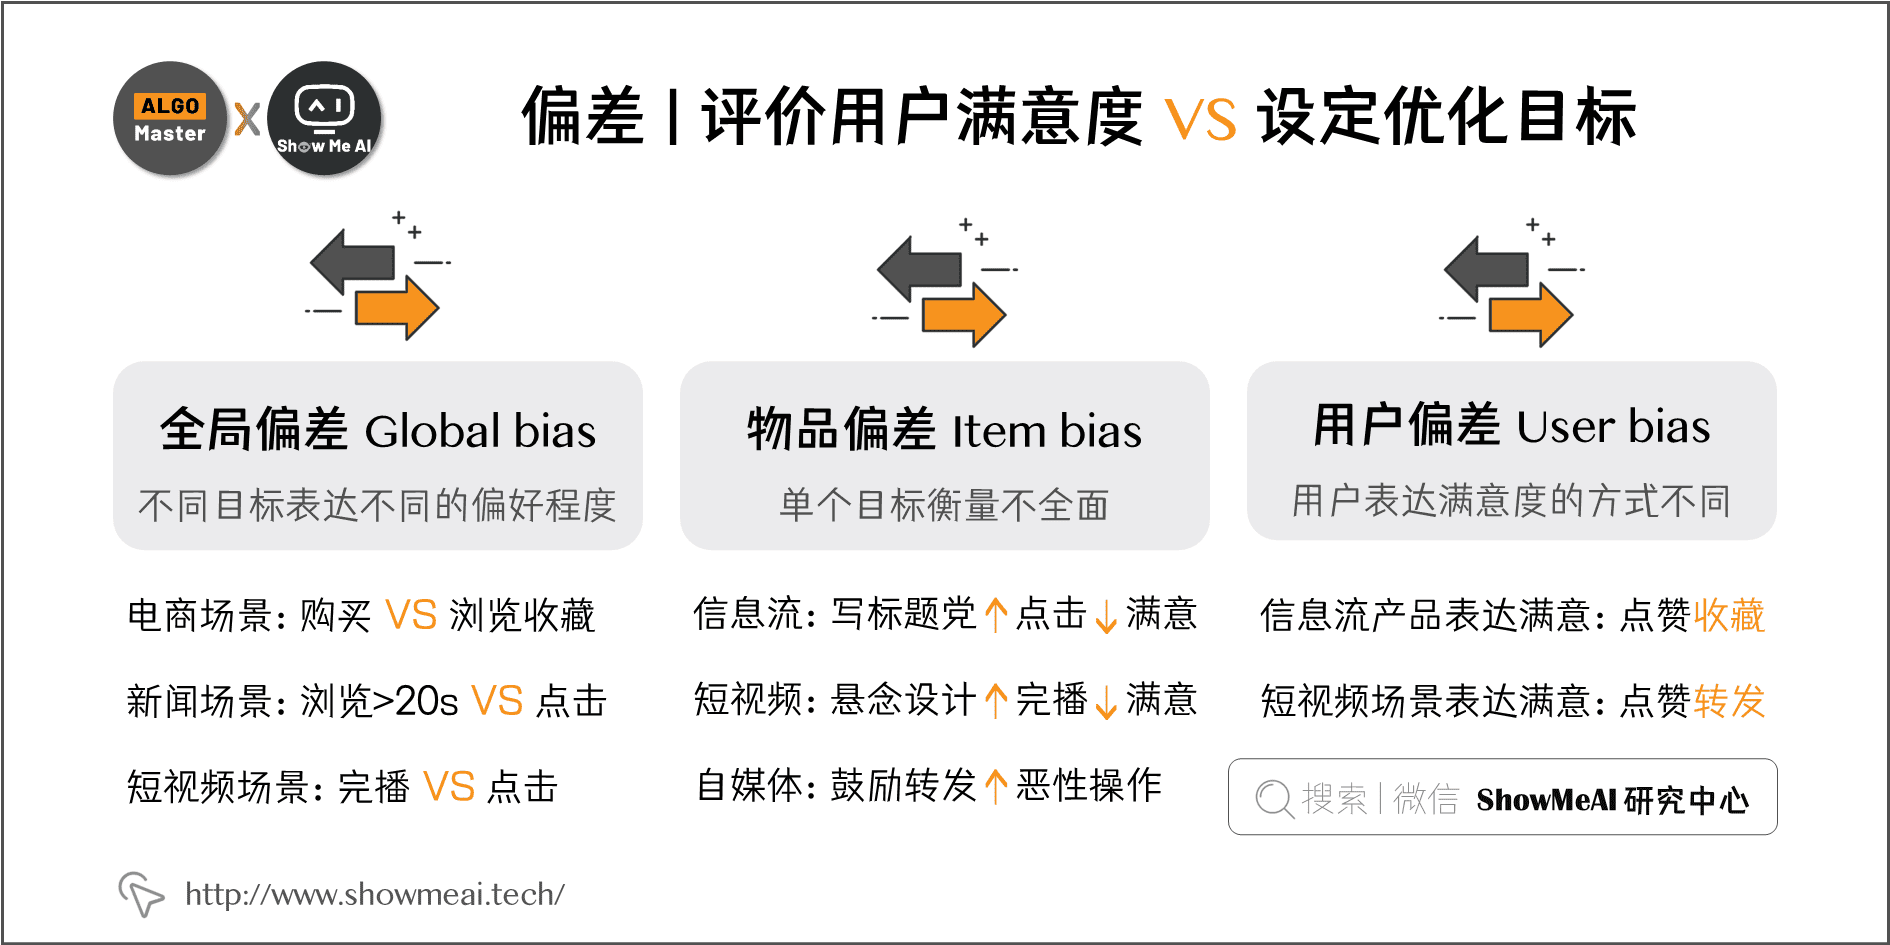 ALGO
Master
X
Show Me AI
偏差 | 评价用户满意度 VS 设定优化目标
全局偏差 Global bias
不同目标表达不同的偏好程度
电商场景：购买 VS 浏览收藏
新闻场景：浏览>20s VS 点击
短视频场景：完播 VS 点击
物品偏差 Item bias
单个目标衡量不全面
信息流：写标题党↑点击↓满意
短视频：悬念设计↑完播↓满意
自媒体：鼓励转发↑恶性操作
用户偏差 User bias
用户表达满意度的方式不同
信息流产品表达满意：点赞收藏
短视频场景表达满意：点赞转发
搜索 | 微信 ShowMeAI 研究中心
http://www.showmeai.tech/